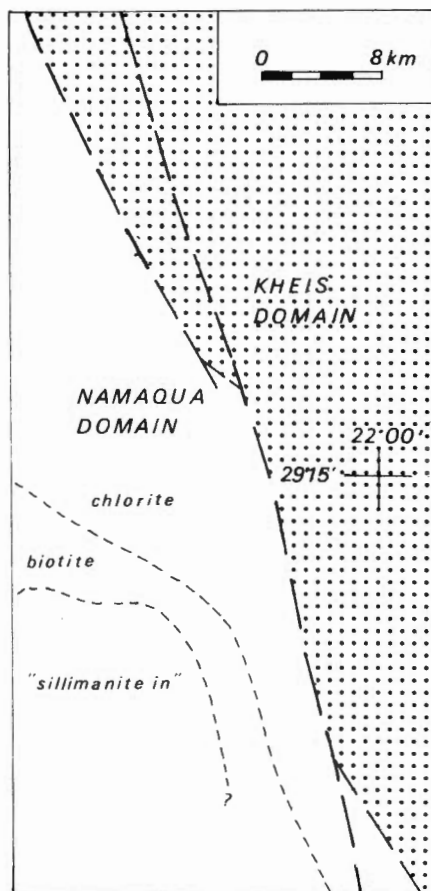 0 8 km
KHEIS
DOMAIN
NAMAQUA
DOMAIN
22°00'
29°15'
chlorite
biotite
"sillimanite in"
?